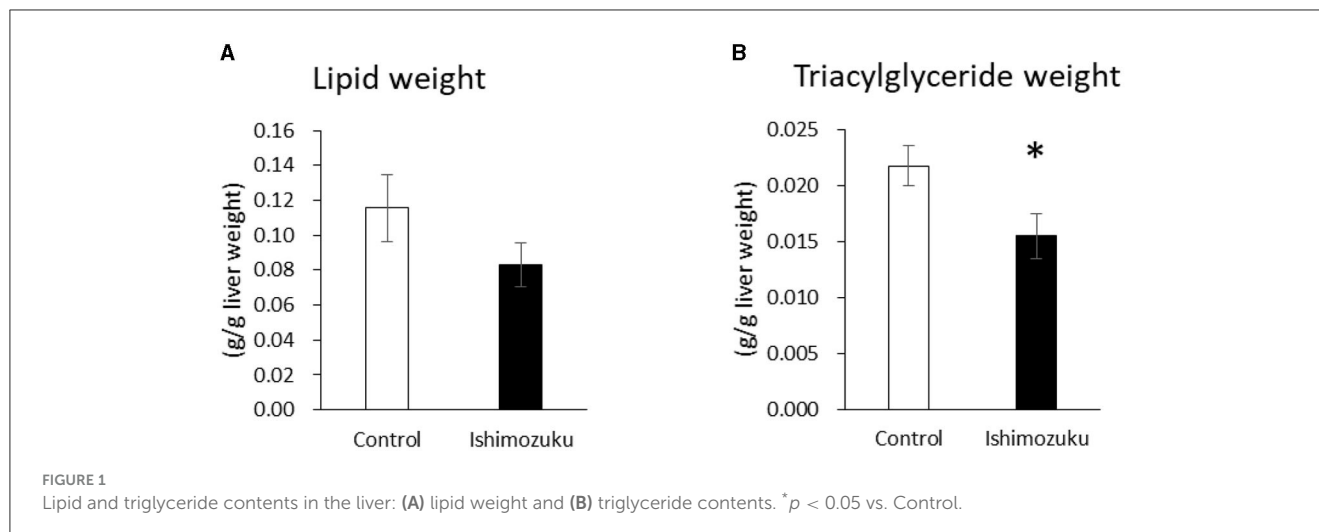 A
Lipid weight
(g/g liver weight)
0.16
0.14
0.12
0.10
0.08
0.06
0.04
0.02
0.00
Control Ishimozuku
B
Triacylglyceride weight
(g/g liver weight)
0.025
0.020
0.015
0.010
0.005
0.000
*
Control Ishimozuku
FIGURE 1
Lipid and triglyceride contents in the liver: (A) lipid weight and (B) triglyceride contents. *p < 0.05 vs. Control.